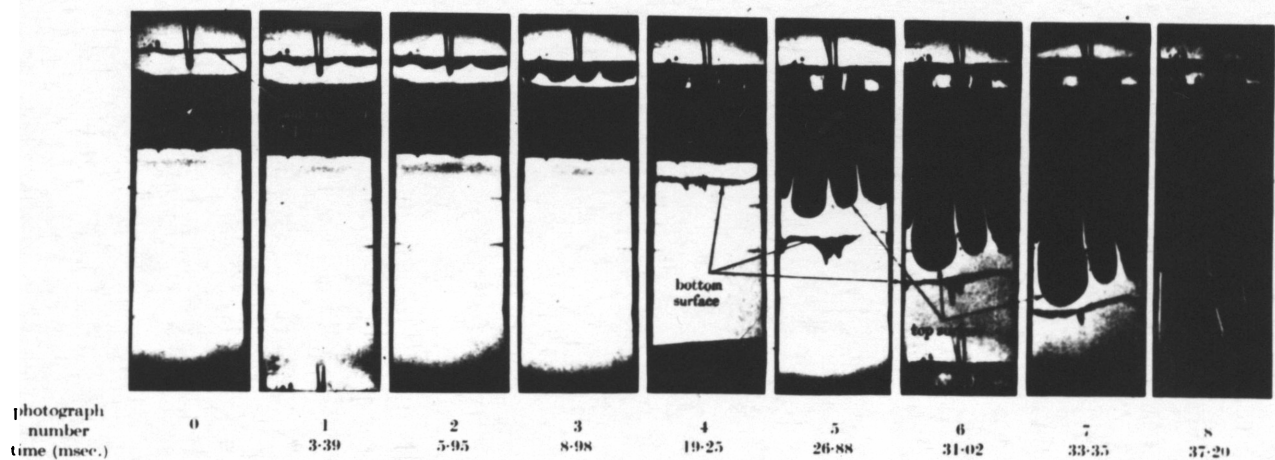 bottom
surface
top
photograph
number
time (msec.)
0 1 2 3 4 5 6 7 8
3·39 5·95 8·98 19·25 26·88 31·02 33·35 37·20